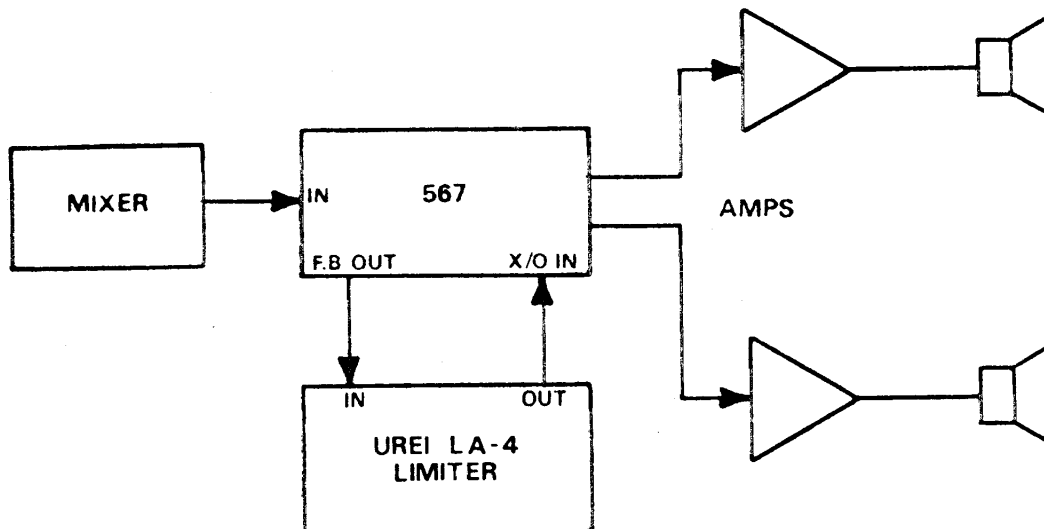 MIXER
IN
567
F.B OUT
X/O IN
AMPS
IN
OUT
UREI LA-4
LIMITER